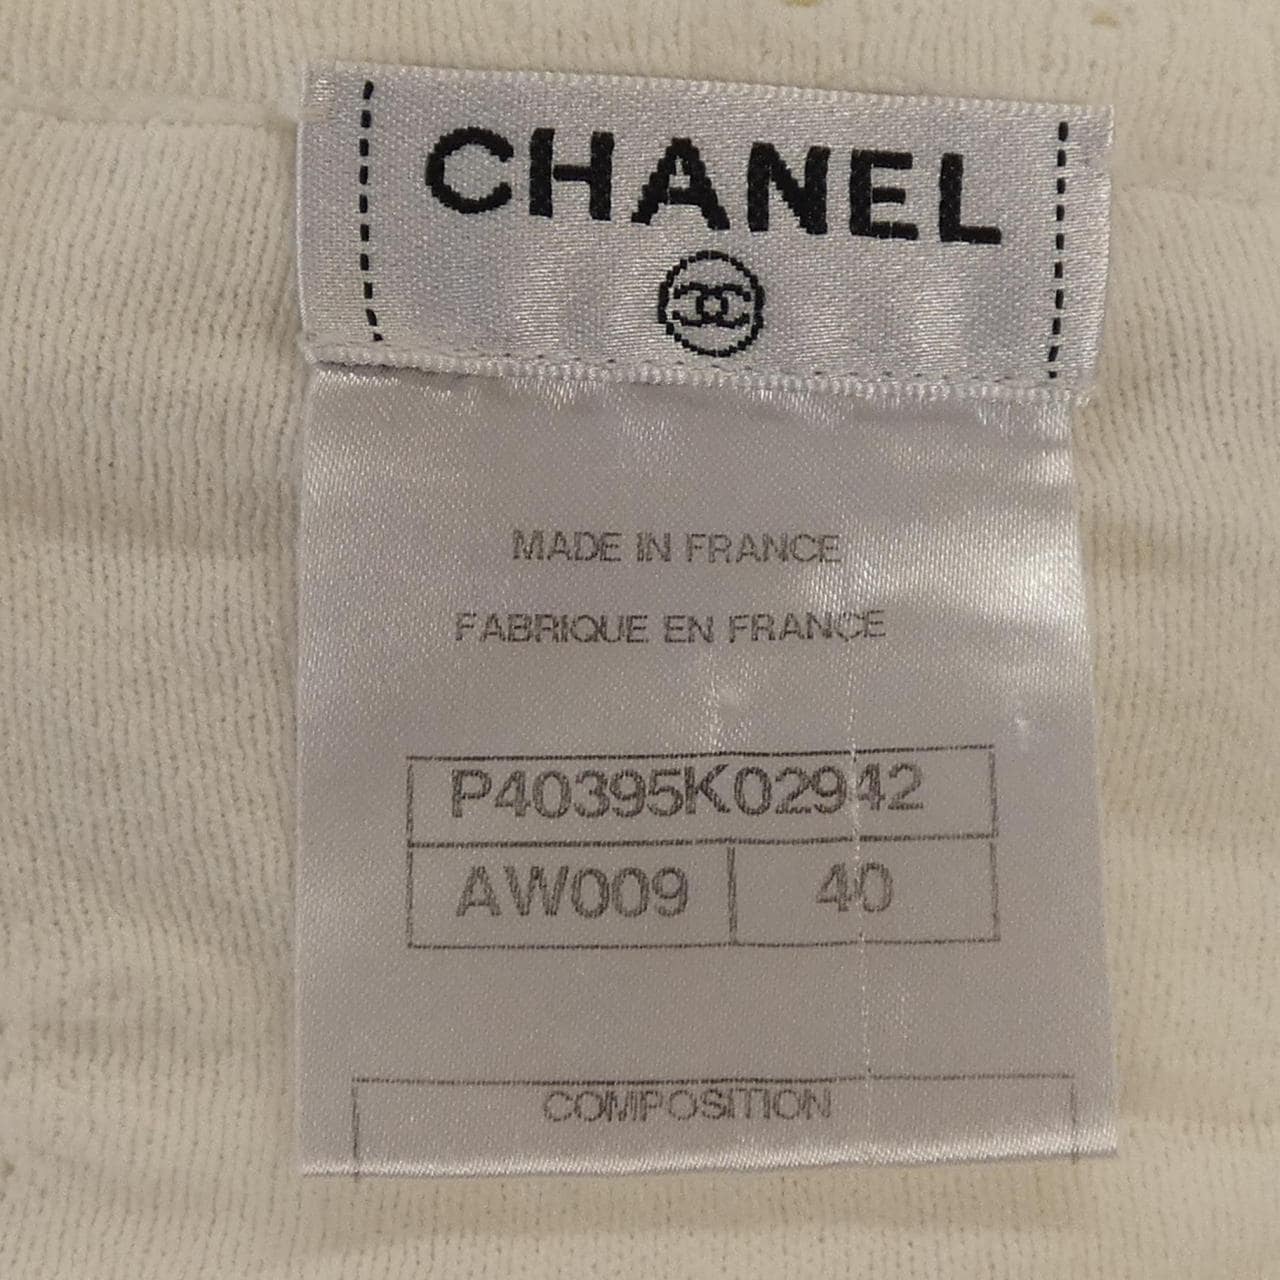 CHANEL
MADE IN FRANCE
FABRIQUE EN FRANCE
P40395K02942
AW009 40
COMPOSITION